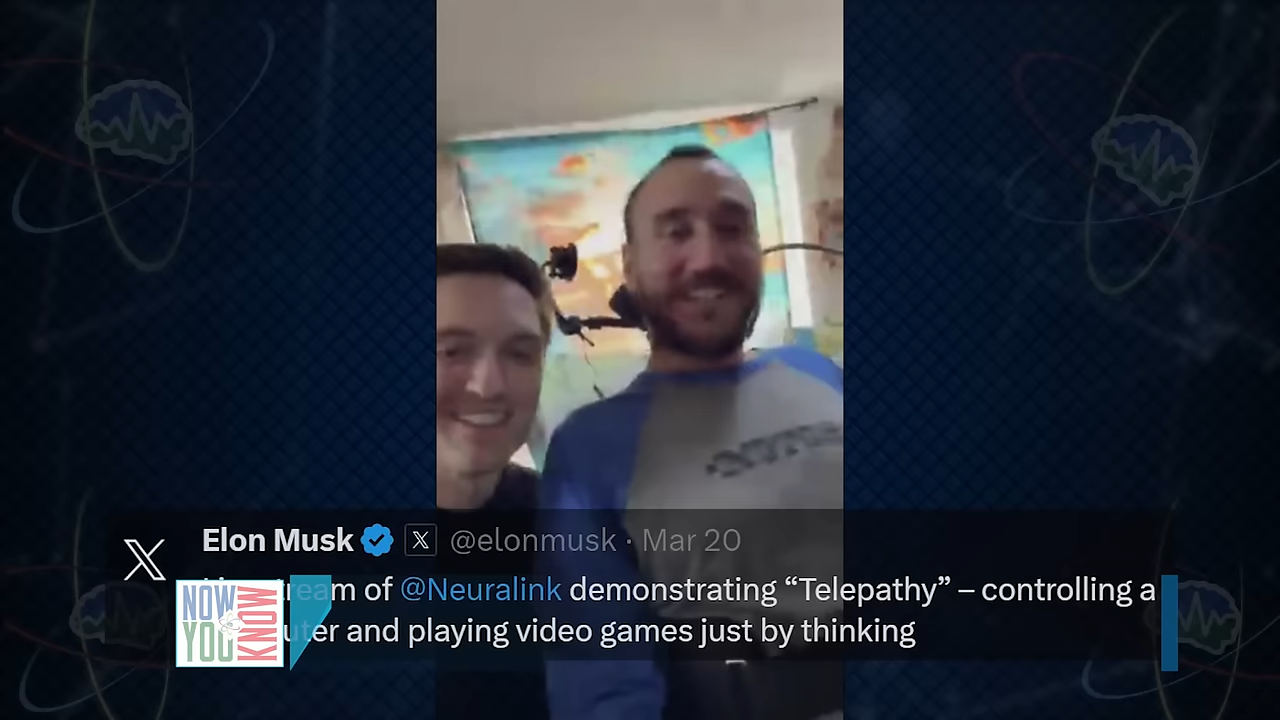 Elon Musk X @elonmusk · Mar 20
of @Neuralink demonstrating “Telepathy” – controlling a
and playing video games just by thinking
NOW
YOU
KNOW